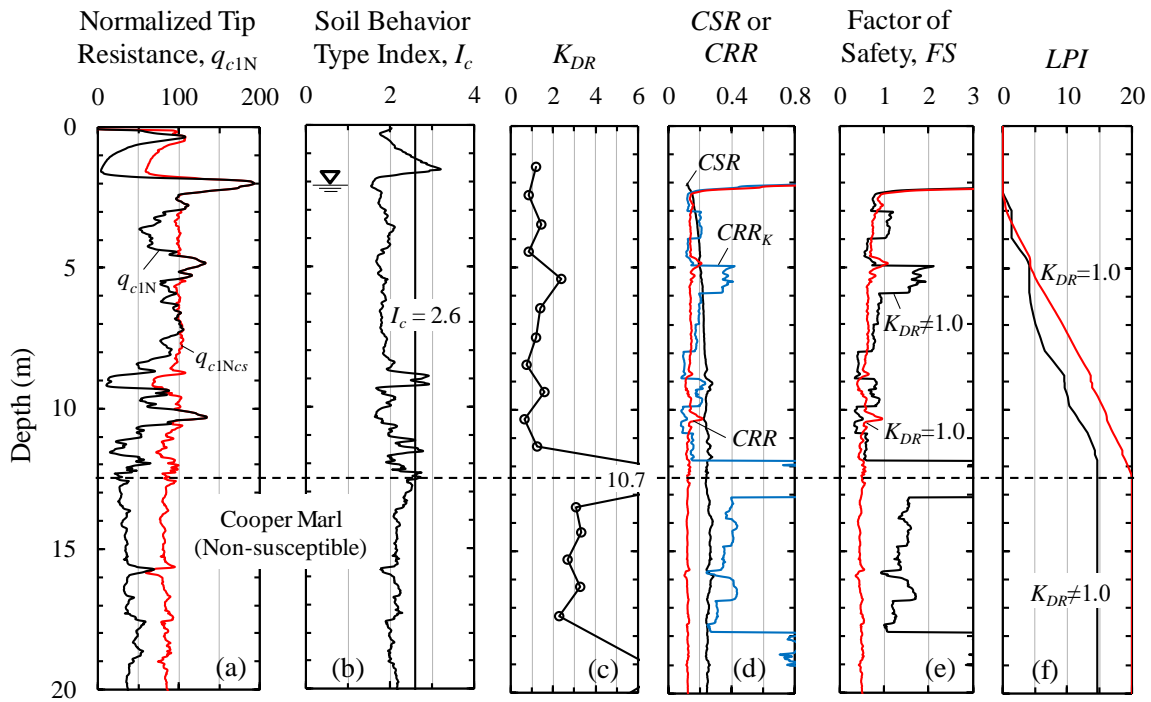 Normalized Tip
Resistance, qc1N
Soil Behavior
Type Index, Ic
KDR
CSR or
CRR
Factor of
Safety, FS
LPI
0 100 200
0 2 4
0 2 4 6
0 0.4 0.8
0 1 2 3
0 10 20
Depth (m)
0
5
10
15
20
qc1N
qc1Ncs
Cooper Marl
(Non-susceptible)
(a)
Ic = 2.6
(b)
10.7
(c)
CSR
CRRK
CRR
(d)
KDR≠1.0
KDR=1.0
(e)
KDR=1.0
KDR≠1.0
(f)